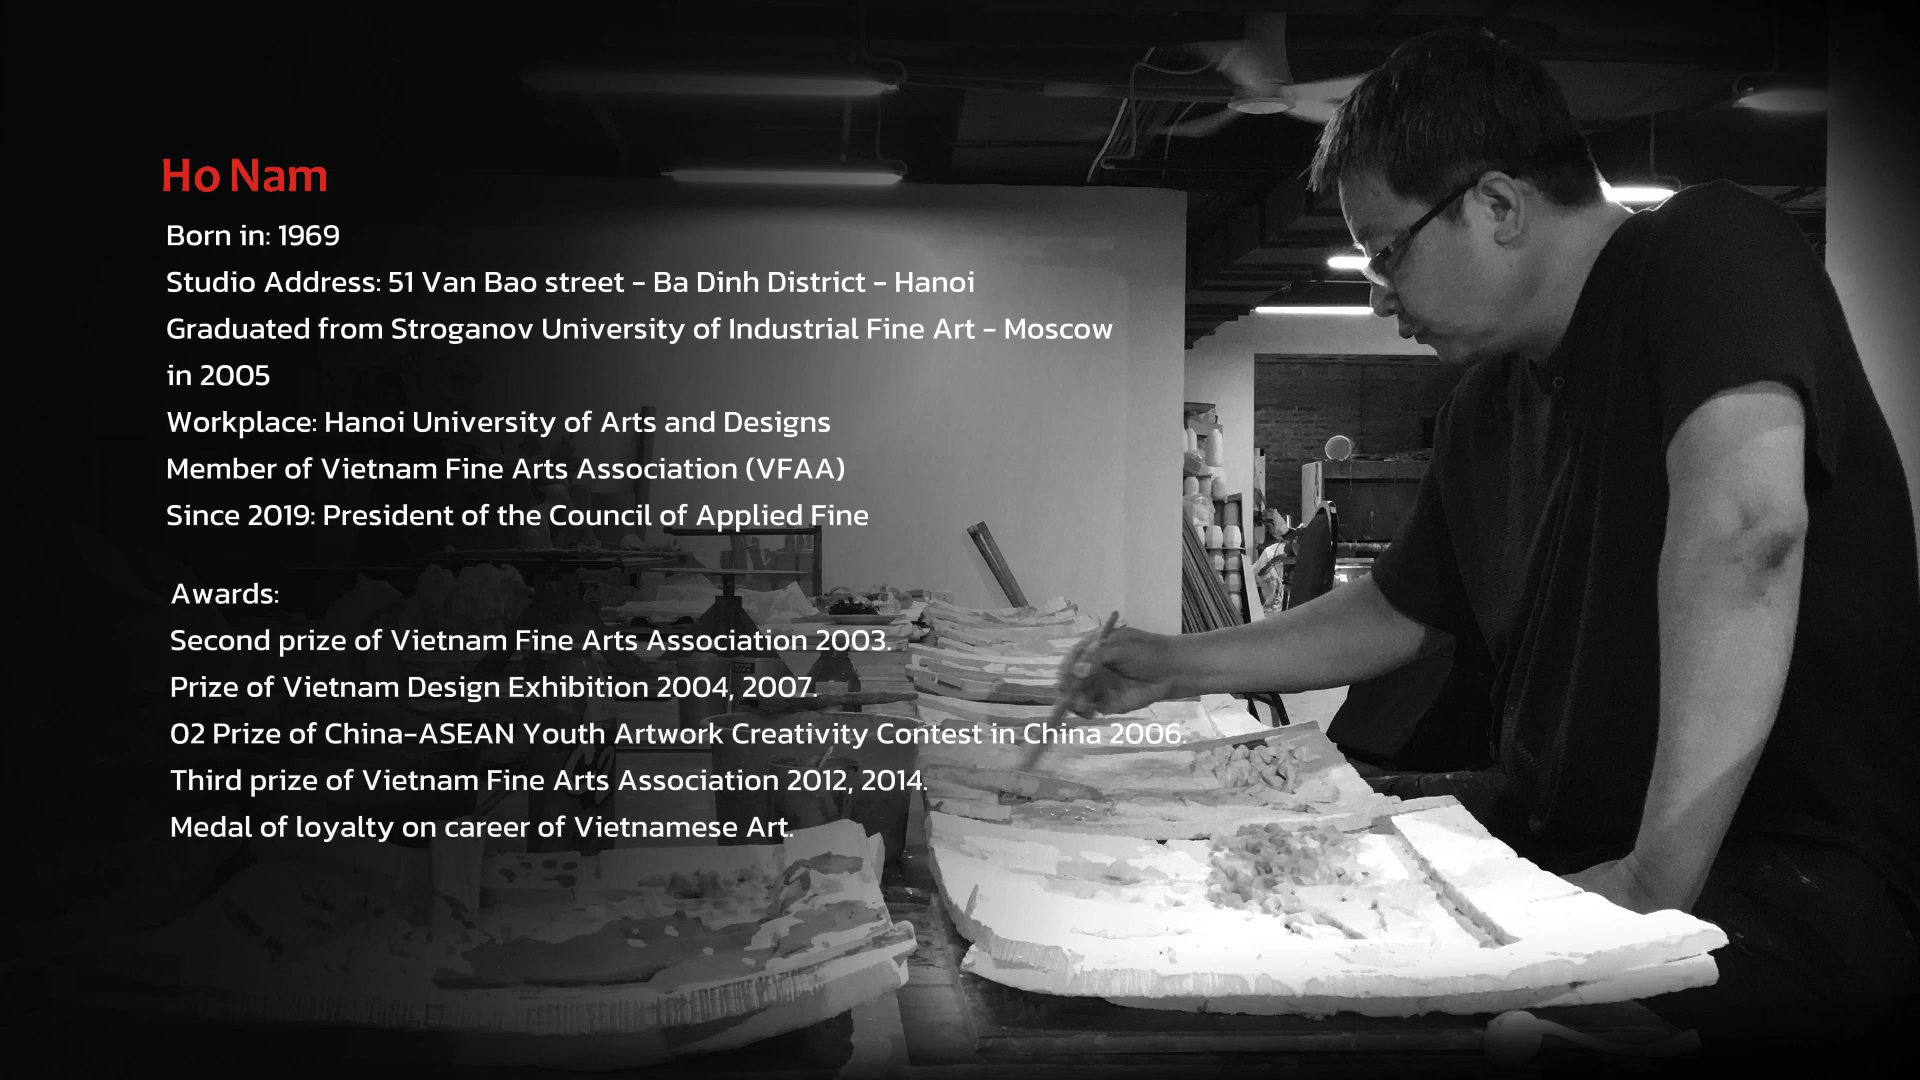 Ho Nam
Born in: 1969
Studio Address: 51 Van Bao street - Ba Dinh District - Hanoi
Graduated from Stroganov University of Industrial Fine Art - Moscow
in 2005
Workplace: Hanoi University of Arts and Designs
Member of Vietnam Fine Arts Association (VFAA)
Since 2019: President of the Council of Applied Fine
Awards:
Second prize of Vietnam Fine Arts Association 2003.
Prize of Vietnam Design Exhibition 2004, 2007.
02 Prize of China-ASEAN Youth Artwork Creativity Contest in China 2006.
Third prize of Vietnam Fine Arts Association 2012, 2014.
Medal of loyalty on career of Vietnamese Art.